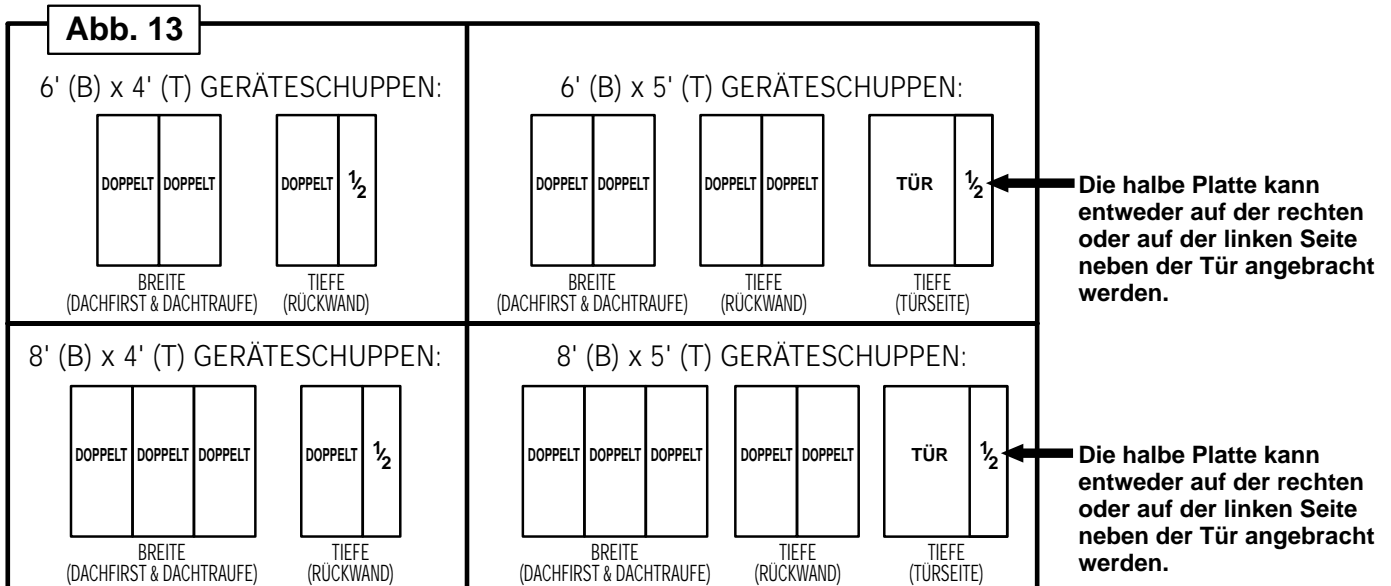 Abb. 13
6' (B) x 4' (T) GERÄTESCHUPPEN:
DOPPELT DOPPELT
DOPPELT ½
BREITE
(DACHFIRST & DACHTRAUFE)
TIEFE
(RÜCKWAND)
6' (B) x 5' (T) GERÄTESCHUPPEN:
DOPPELT DOPPELT
DOPPELT DOPPELT
TÜR ½
BREITE
(DACHFIRST & DACHTRAUFE)
TIEFE
(RÜCKWAND)
TIEFE
(TÜRSEITE)
Die halbe Platte kann
entweder auf der rechten
oder auf der linken Seite
neben der Tür angebracht
werden.
8' (B) x 4' (T) GERÄTESCHUPPEN:
DOPPELT DOPPELT DOPPELT
DOPPELT ½
BREITE
(DACHFIRST & DACHTRAUFE)
TIEFE
(RÜCKWAND)
8' (B) x 5' (T) GERÄTESCHUPPEN:
DOPPELT DOPPELT DOPPELT
DOPPELT DOPPELT
TÜR ½
BREITE
(DACHFIRST & DACHTRAUFE)
TIEFE
(RÜCKWAND)
TIEFE
(TÜRSEITE)
Die halbe Platte kann
entweder auf der rechten
oder auf der linken Seite
neben der Tür angebracht
werden.